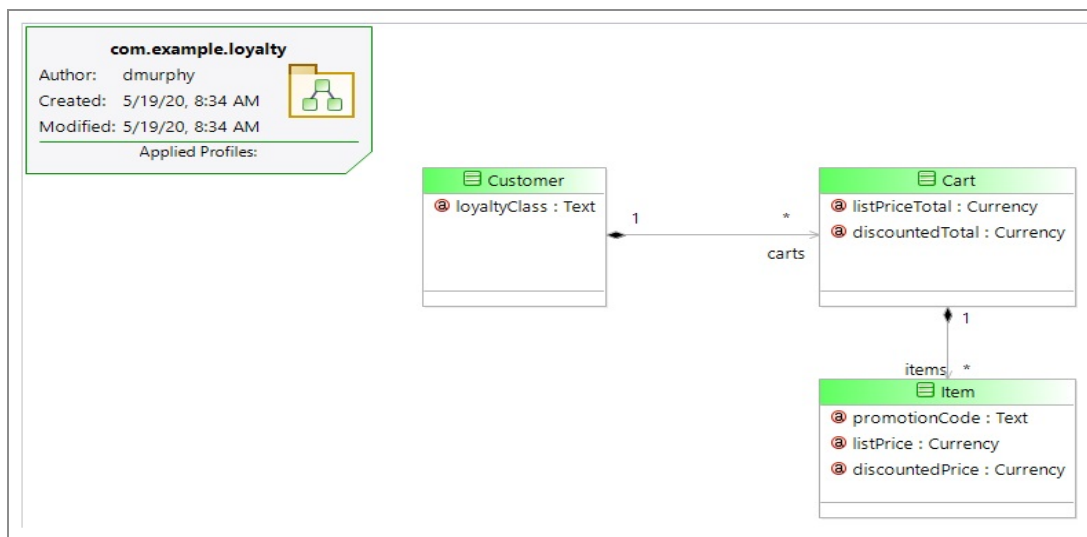 com.example.loyalty
Author: dmurphy
Created: 5/19/20, 8:34 AM
Modified: 5/19/20, 8:34 AM
Applied Profiles:
Customer
loyaltyClass : Text
1
*
carts
Cart
listPriceTotal : Currency
discountedTotal : Currency
1
items *
Item
promotionCode : Text
listPrice : Currency
discountedPrice : Currency